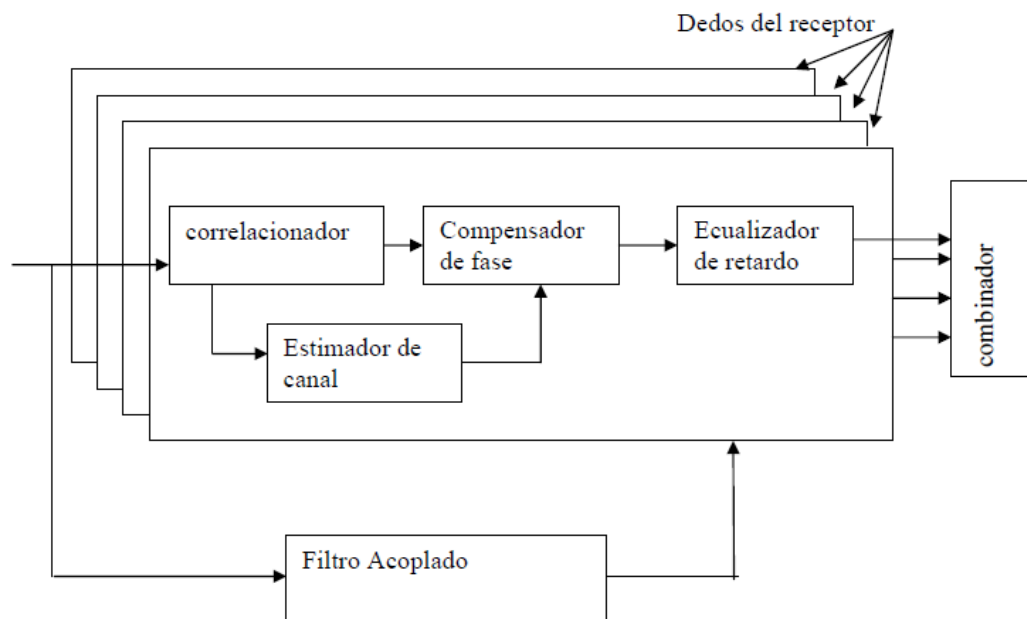 Dedos del receptor
correlacionador
Compensador
de fase
Ecualizador
de retardo
Estimador de
canal
combinador
Filtro Acoplado